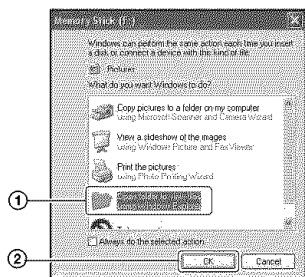 Memory Stick (F:)
Windows can perform the same action each time you insert
a disk or connect a device with this kind of file:
Pictures
What do you want Windows to do?
Copy pictures to a folder on my computer
using Microsoft Scanner and Camera Wizard
View a slideshow of the images
using Windows Picture and Fax Viewer
Print the pictures
using Photo Printing Wizard
①
Always do the selected action.
②
OK
Cancel